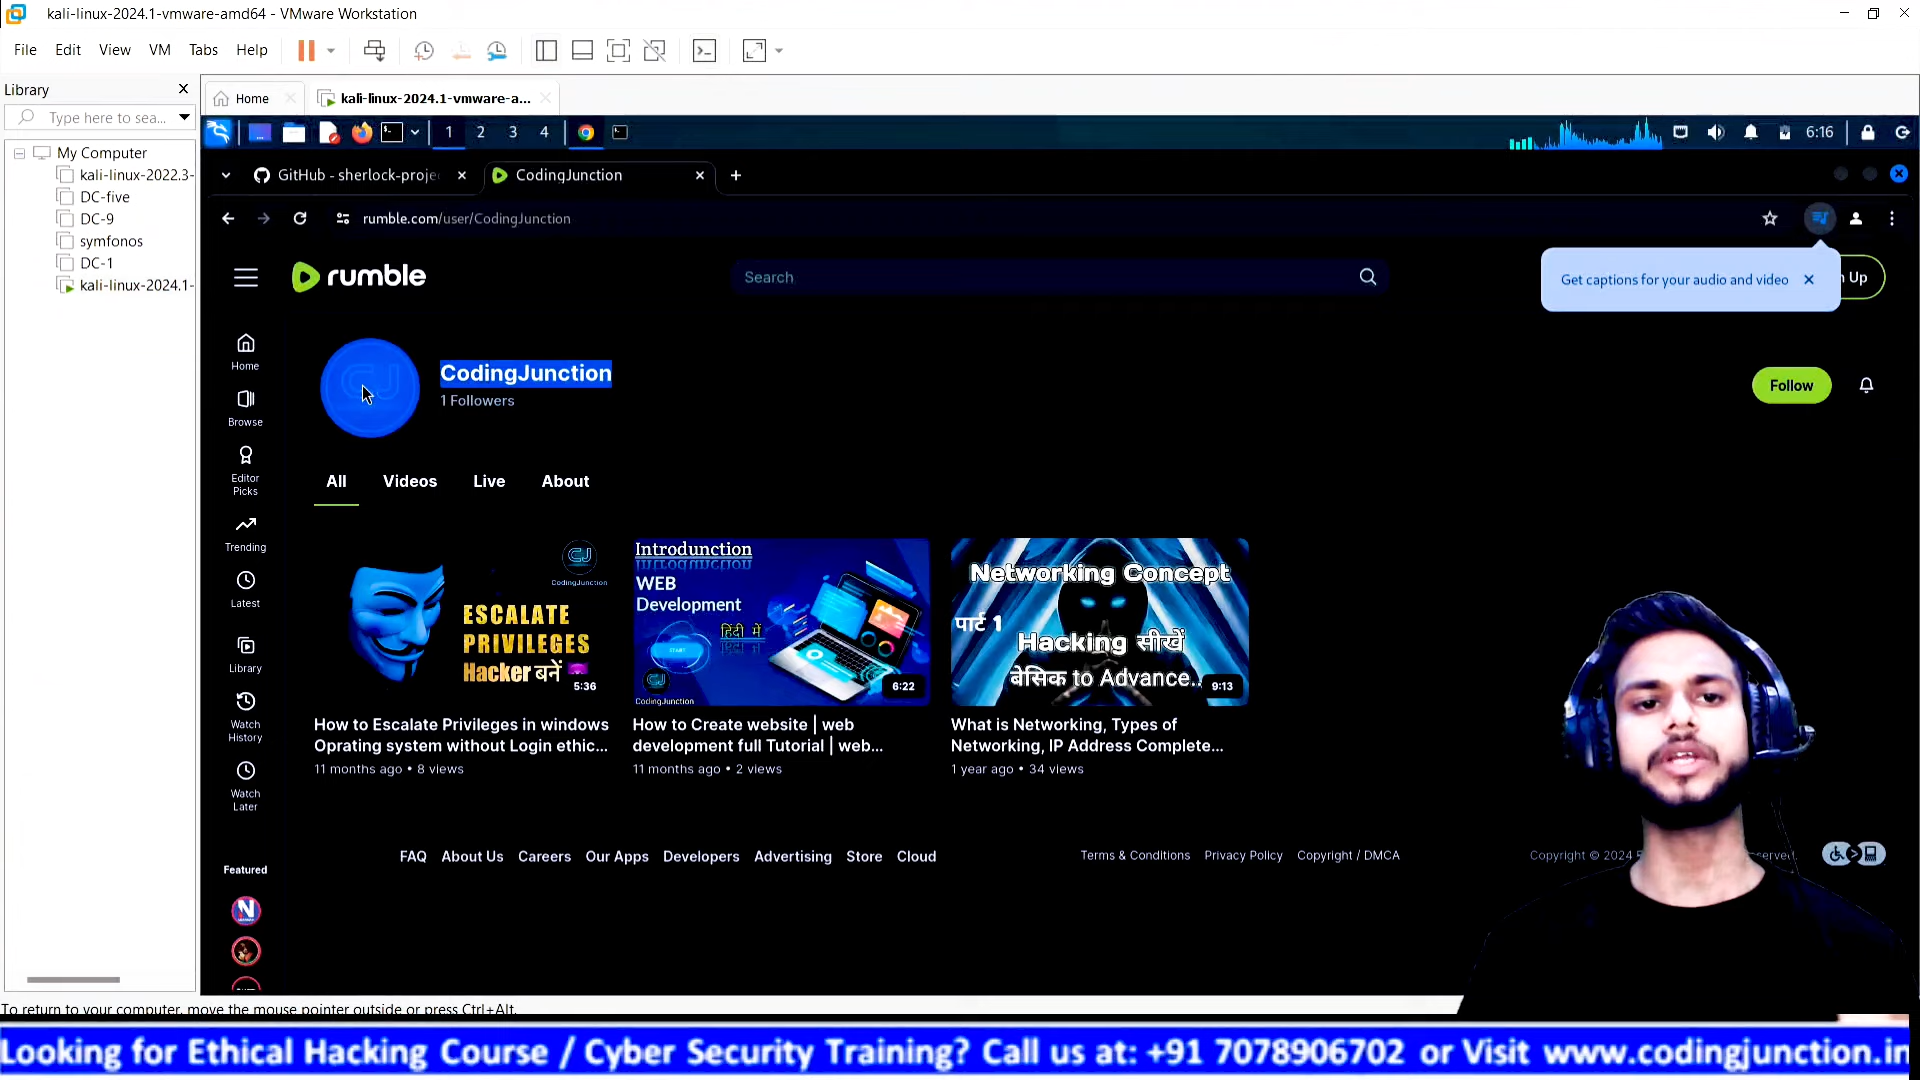 kali-linux-2024.1-vmware-amd64 - VMware Workstation
File Edit View VM Tabs Help
Library
Home kali-linux-2024.1-vmware-a...
Type here to sea...
1 2 3 4 6:16
My Computer
kali-linux-2022.3-
DC-five
DC-9
symfonos
DC-1
kali-linux-2024.1-
GitHub - sherlock-proje CodingJunction
rumble.com/user/CodingJunction
rumble
Search
Get captions for your audio and video
Up
CJ
CodingJunction
1 Followers
Follow
Home
Browse
Editor
Picks
Trending
Latest
Library
Watch
History
Watch
Later
Featured
All Videos Live About
CJ
CodingJunction
ESCALATE
PRIVILEGES
Hacker बनें
5:36
How to Escalate Privileges in windows
Oprating system without Login ethic...
11 months ago • 8 views
Introdunction
WEB
Development
हिंदी में
START
CodingJunction
6:22
How to Create website | web
development full Tutorial | web...
11 months ago • 2 views
Networking Concept
पार्ट 1
Hacking सीखें
बेसिक to Advance..
9:13
What is Networking, Types of
Networking, IP Address Complete...
1 year ago • 34 views
FAQ About Us Careers Our Apps Developers Advertising Store Cloud
Terms & Conditions Privacy Policy Copyright / DMCA
Copyright © 2024
To return to your computer, move the mouse pointer outside or press Ctrl+Alt.
Looking for Ethical Hacking Course / Cyber Security Training? Call us at: +91 7078906702 or Visit www.codingjunction.in